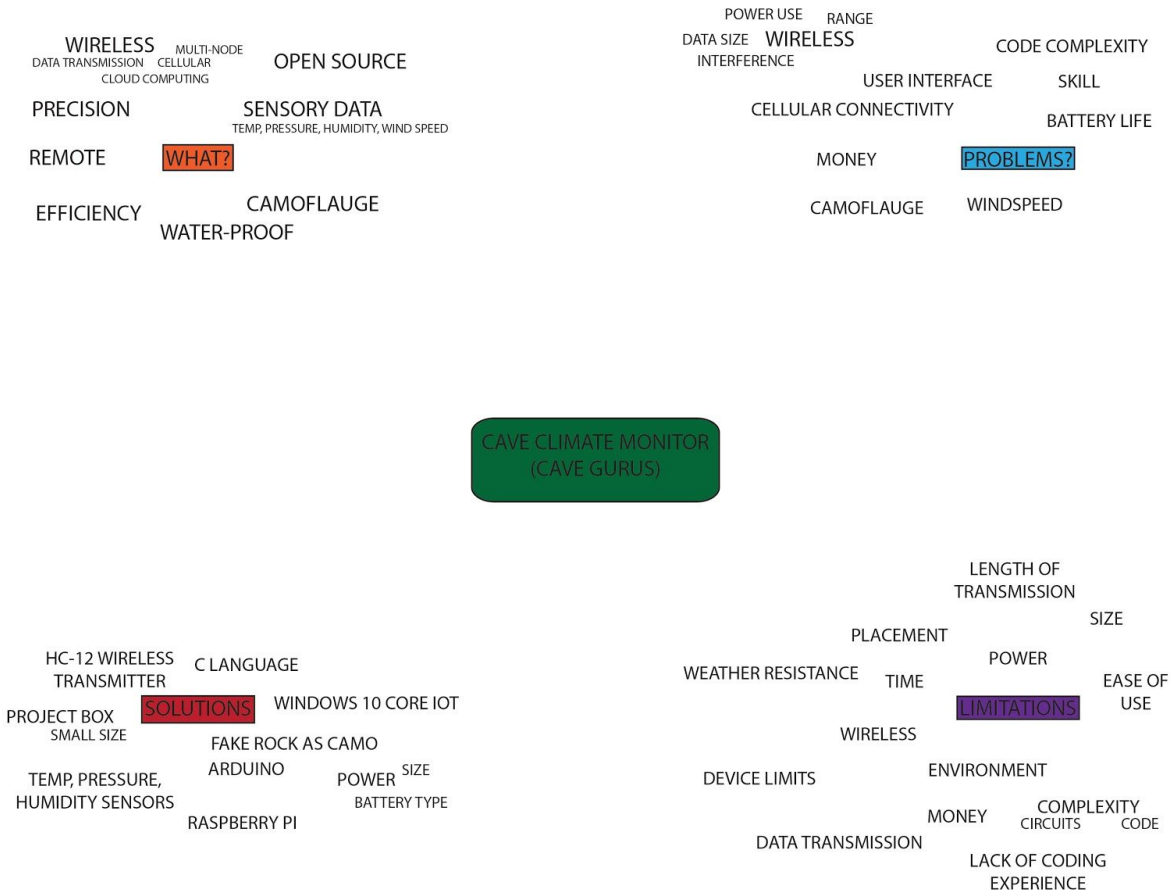 WIRELESS
MULTI-NODE
DATA TRANSMISSION
CELLULAR
CLOUD COMPUTING
OPEN SOURCE
PRECISION
SENSORY DATA
TEMP, PRESSURE, HUMIDITY, WIND SPEED
REMOTE
WHAT?
EFFICIENCY
CAMOFLAUGE
WATER-PROOF
POWER USE
RANGE
DATA SIZE
WIRELESS
INTERFERENCE
CODE COMPLEXITY
USER INTERFACE
SKILL
CELLULAR CONNECTIVITY
BATTERY LIFE
MONEY
PROBLEMS?
CAMOFLAUGE
WINDSPEED
CAVE CLIMATE MONITOR
(CAVE GURUS)
HC-12 WIRELESS
TRANSMITTER
C LANGUAGE
SOLUTIONS
WINDOWS 10 CORE IOT
PROJECT BOX
SMALL SIZE
FAKE ROCK AS CAMO
ARDUINO
TEMP, PRESSURE,
HUMIDITY SENSORS
POWER
SIZE
BATTERY TYPE
RASPBERRY PI
LENGTH OF
TRANSMISSION
SIZE
PLACEMENT
POWER
WEATHER RESISTANCE
TIME
EASE OF
USE
LIMITATIONS
WIRELESS
ENVIRONMENT
DEVICE LIMITS
MONEY
COMPLEXITY
CIRCUITS
CODE
DATA TRANSMISSION
LACK OF CODING
EXPERIENCE